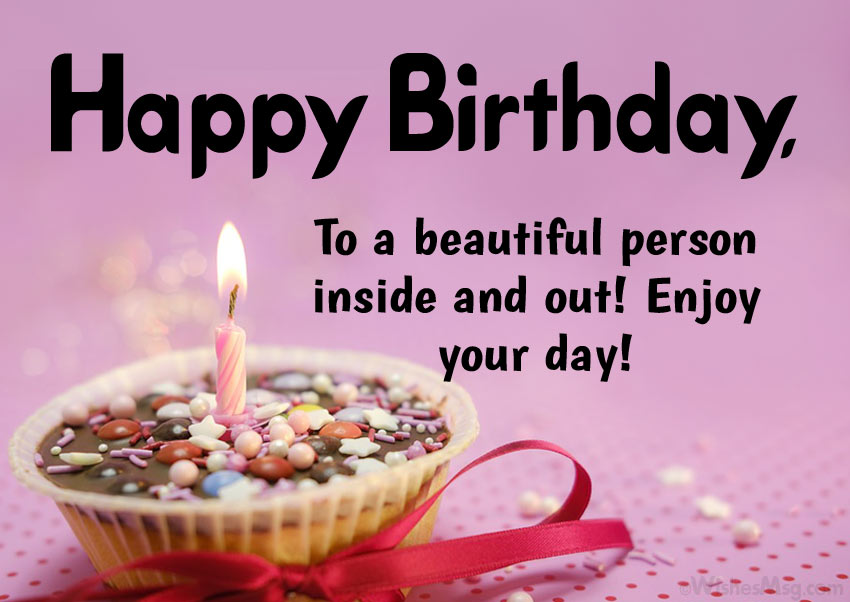 Happy Birthday,
To a beautiful person
inside and out! Enjoy
your day!
©WishesMsg.com